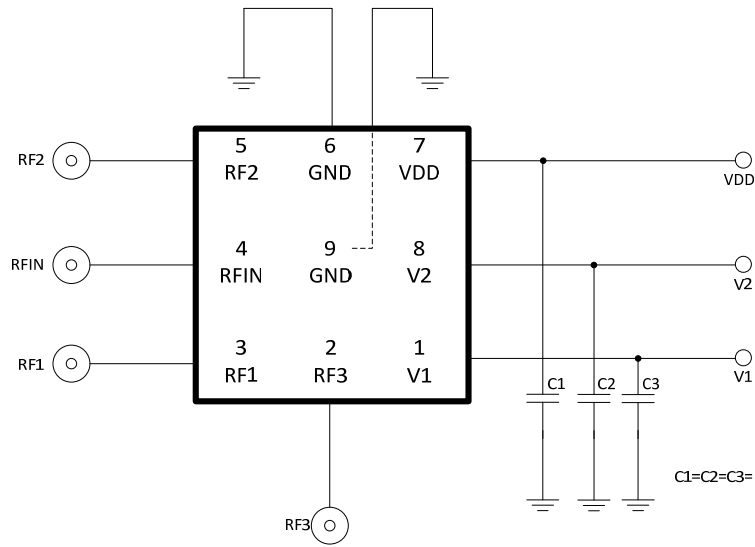 5 6 7
RF2 RF2 GND VDD
VDD
4 9 8
RFIN RFIN GND V2
V2
3 2 1
RF1 RF1 RF3 V1
V1
C1 C2 C3
C1=C2=C3=
RF3